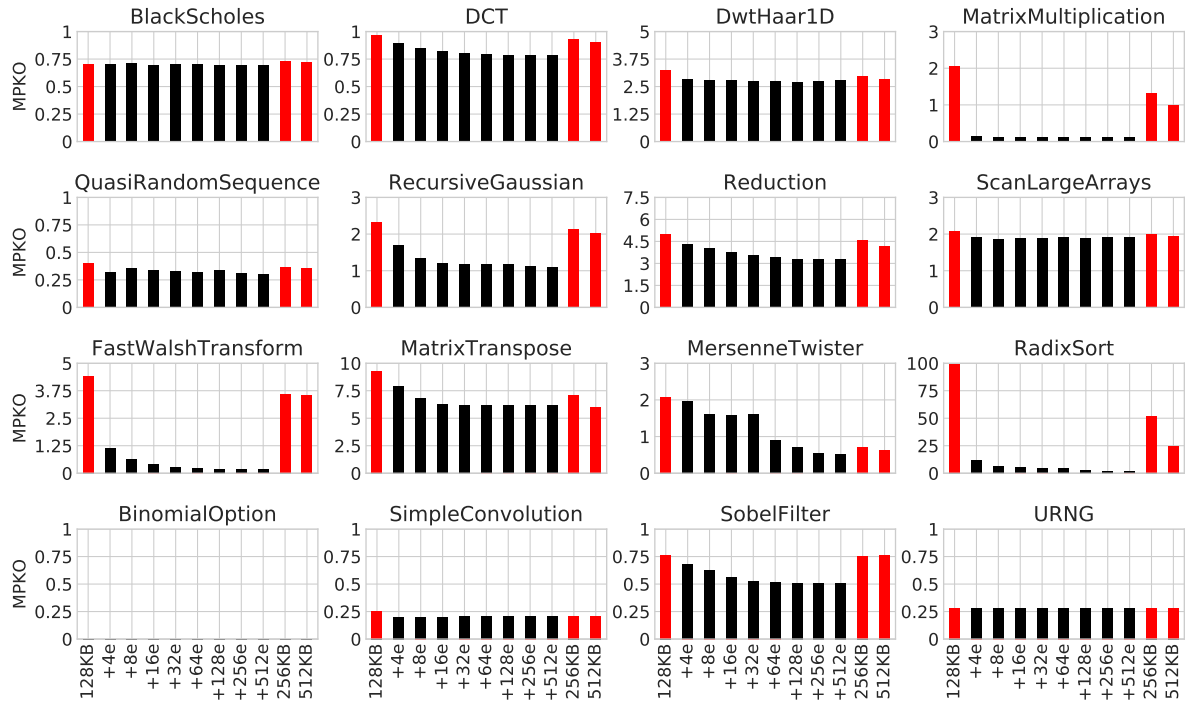 BlackScholes
DCT
DwtHaar1D
MatrixMultiplication
MPKO
1
0.75
0.5
0.25
0
1
0.75
0.5
0.25
0
5
3.75
2.5
1.25
0
3
2
1
0
QuasiRandomSequence
RecursiveGaussian
Reduction
ScanLargeArrays
MPKO
1
0.75
0.5
0.25
0
3
2
1
0
7.5
6
4.5
3
1.5
0
3
2
1
0
FastWalshTransform
MatrixTranspose
MersenneTwister
RadixSort
MPKO
5
3.75
2.5
1.25
0
10
7.5
5
2.5
0
3
2
1
0
100
75
50
25
0
BinomialOption
SimpleConvolution
SobelFilter
URNG
MPKO
1
0.75
0.5
0.25
0
1
0.75
0.5
0.25
0
1
0.75
0.5
0.25
0
1
0.75
0.5
0.25
0
128KB
+4e
+8e
+16e
+32e
+64e
+128e
+256e
+512e
256KB
512KB
128KB
+4e
+8e
+16e
+32e
+64e
+128e
+256e
+512e
256KB
512KB
128KB
+4e
+8e
+16e
+32e
+64e
+128e
+256e
+512e
256KB
512KB
128KB
+4e
+8e
+16e
+32e
+64e
+128e
+256e
+512e
256KB
512KB